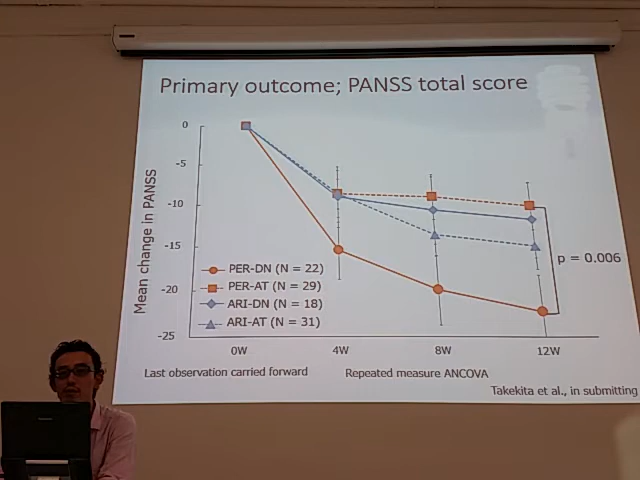 Primary outcome; PANSS total score
Mean change in PANSS
0
-5
-10
-15
-20
-25
PER-DN (N = 22)
PER-AT (N = 29)
ARI-DN (N = 18)
ARI-AT (N = 31)
p = 0.006
0W 4W 8W 12W
Last observation carried forward Repeated measure ANCOVA
Takekita et al., in submitting